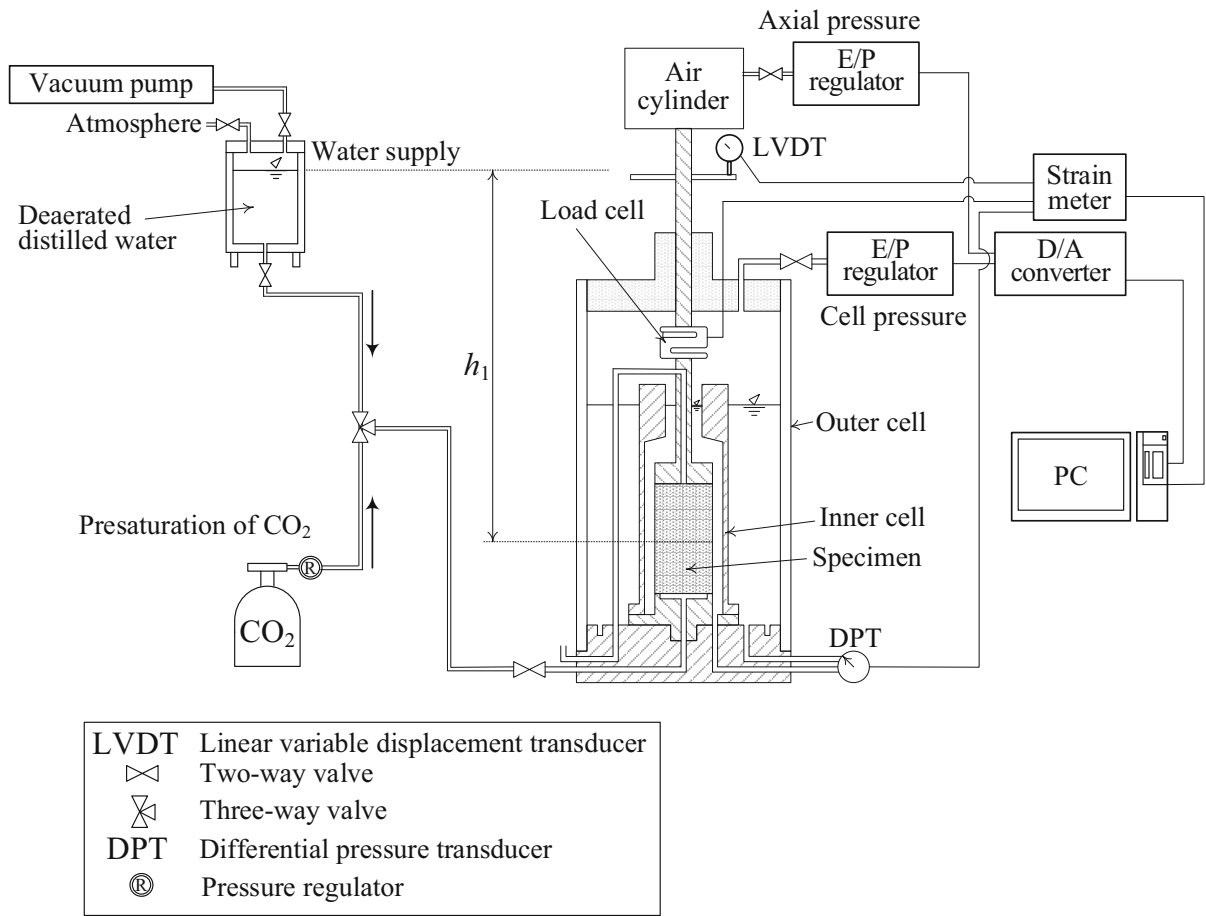 Axial pressure
Air
cylinder
E/P
regulator
Vacuum pump
Atmosphere
Water supply
LVDT
Deaerated
distilled water
Load cell
Strain
meter
E/P
regulator
D/A
converter
Cell pressure
h₁
Outer cell
PC
Presaturation of CO₂
Inner cell
Specimen
R
CO₂
DPT
LVDT Linear variable displacement transducer
Two-way valve
Three-way valve
DPT Differential pressure transducer
R Pressure regulator